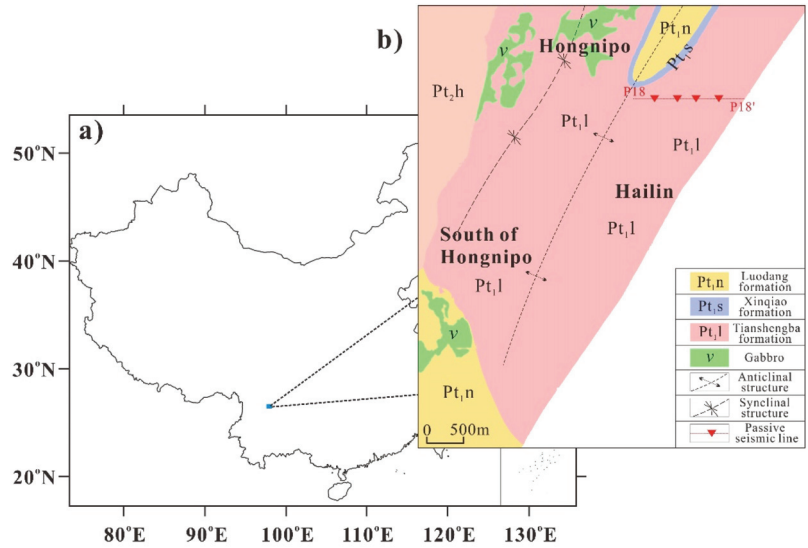 b)
a)
50°N
40°N
30°N
20°N
80°E
90°E
100°E
110°E
130°E
v
v
Hongnipo
Pt₁n
Pt₁s
Pt₂h
P18
P18'
Pt₁l
Pt₁l
Hailin
Pt₁l
South of
Hongnipo
Pt₁l
v
Pt₁n
0 500m
Pt₁n Luodang
formation
Pt₁s Xinqiao
formation
Pt₁l Tianshengba
formation
v Gabbro
Anticlinal
structure
Synclinal
structure
Passive
seismic line